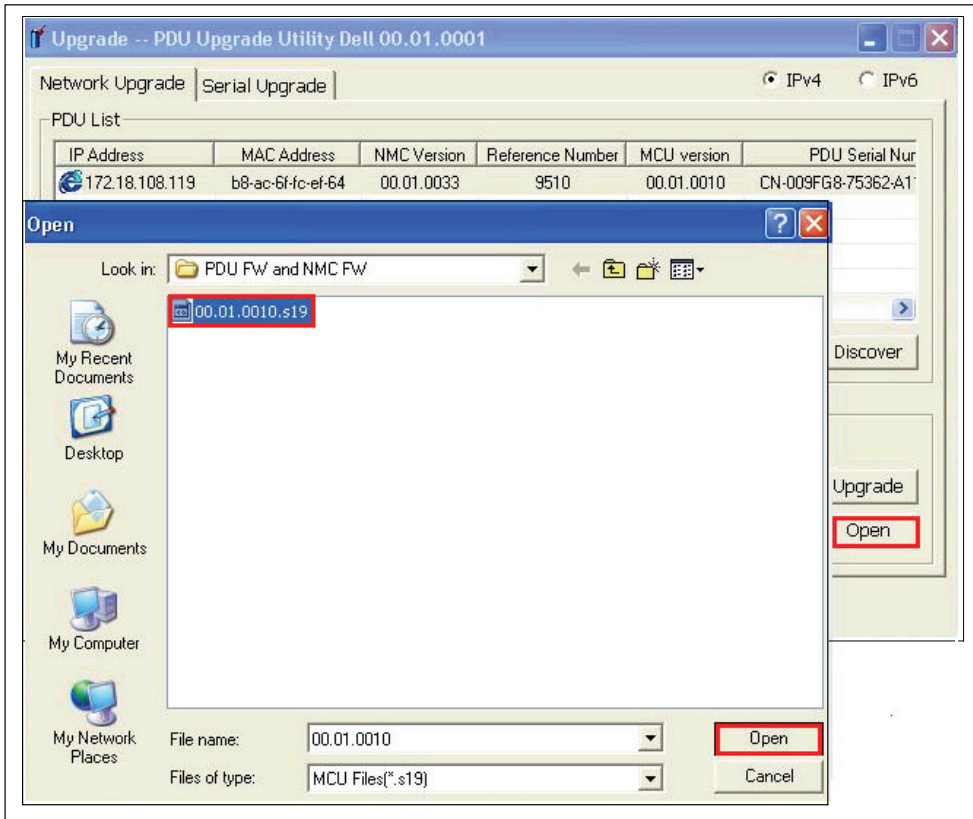 Upgrade -- PDU Upgrade Utility Dell 00.01.0001
Network Upgrade Serial Upgrade IPv4 IPv6
PDU List
IP Address MAC Address NMC Version Reference Number MCU version PDU Serial Nur
172.18.108.119 b8-ac-6f-fc-ef-64 00.01.0033 9510 00.01.0010 CN-009FG8-75362-A1
Open
Look in: PDU FW and NMC FW
00.01.0010.s19
My Recent
Documents
Desktop
My Documents
My Computer
My Network
Places
Discover
Upgrade
Open
File name: 00.01.0010 Open
Files of type: MCU Files(*.s19) Cancel